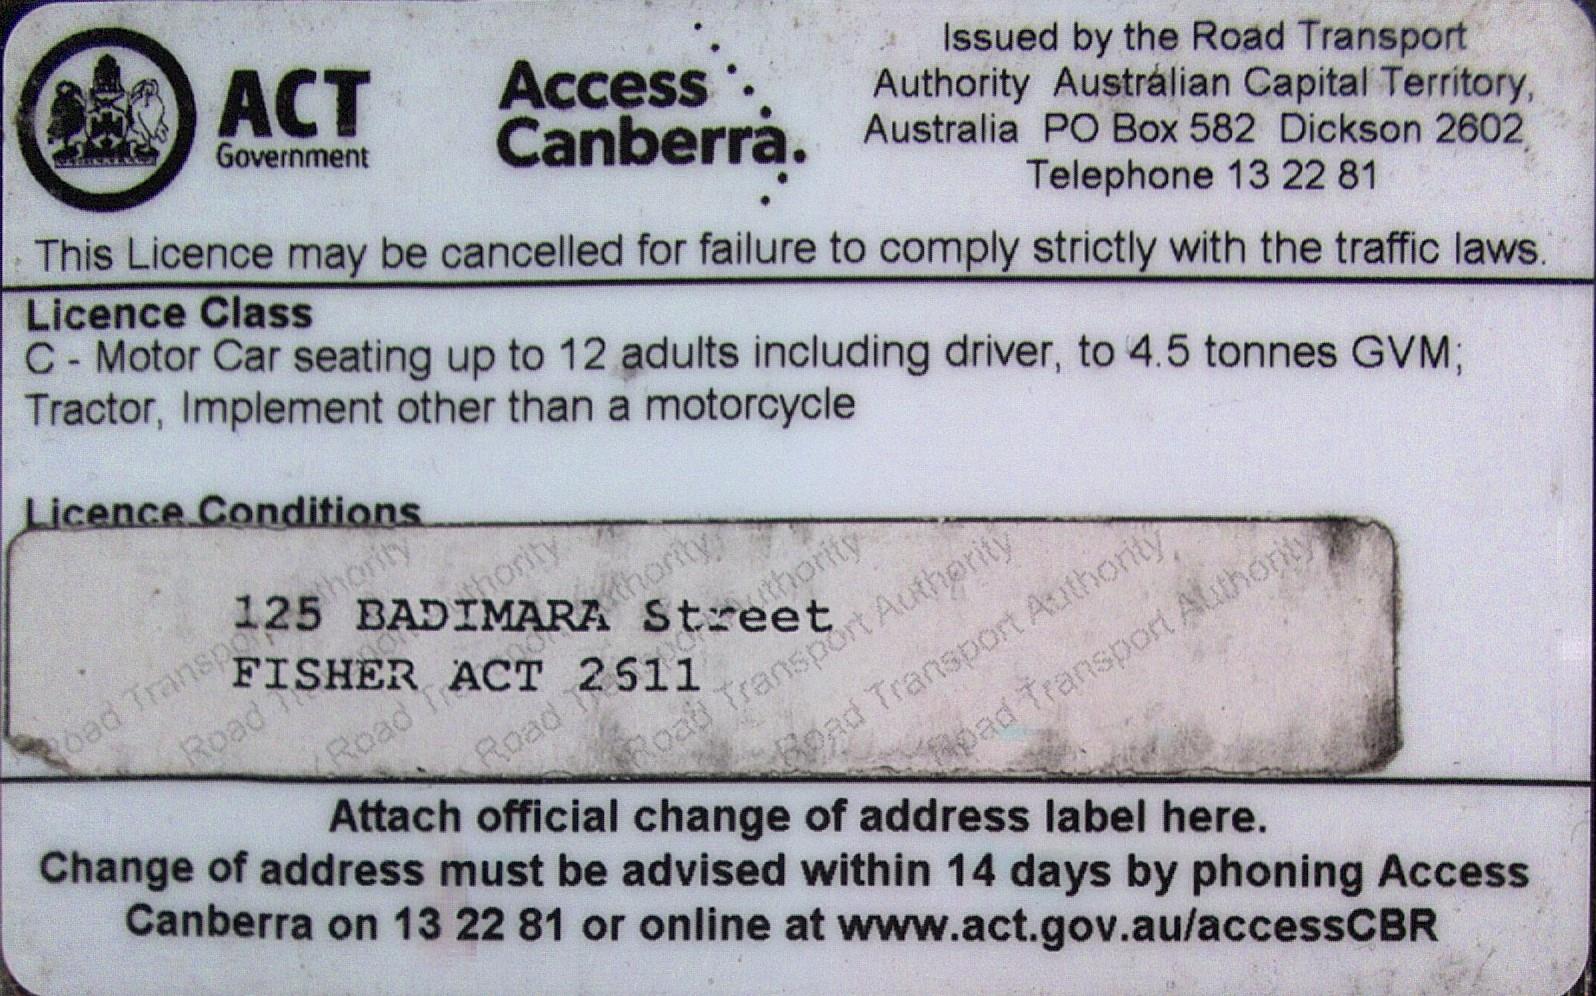 ACT
Government
Access
Canberra.
Issued by the Road Transport
Authority Australian Capital Territory,
Australia PO Box 582 Dickson 2602
Telephone 13 22 81
This Licence may be cancelled for failure to comply strictly with the traffic laws.
Licence Class
C - Motor Car seating up to 12 adults including driver, to 4.5 tonnes GVM;
Tractor, Implement other than a motorcycle
Licence Conditions
125 BADIMARA Street
FISHER ACT 2611
Road Transport Authority
Road Transport Authority
Road Transport Authority
Road Transport Authority
Road Transport Authority
Road Transport Authority
Road Transport Authority
Attach official change of address label here.
Change of address must be advised within 14 days by phoning Access
Canberra on 13 22 81 or online at www.act.gov.au/accessCBR